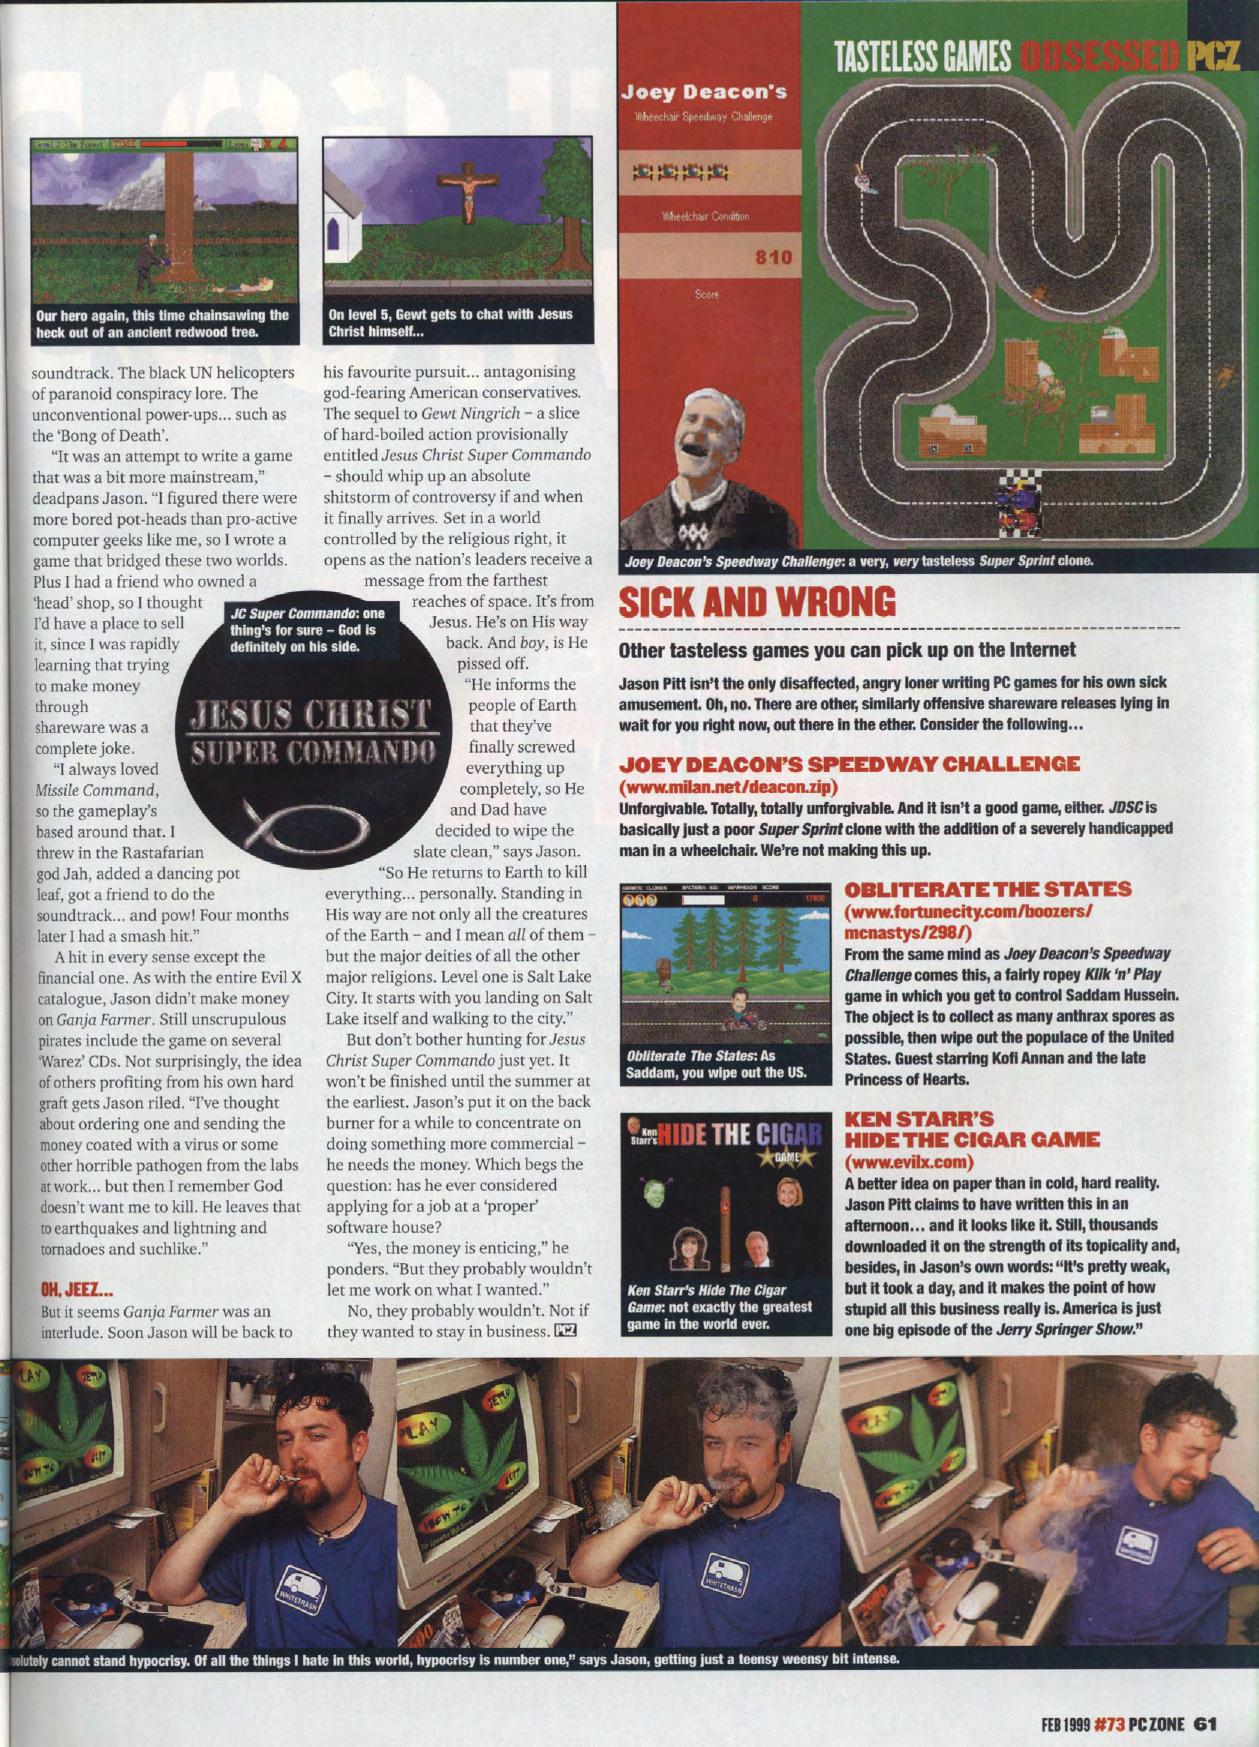 TASTELESS GAMES OBSESSED PCZ
Joey Deacon's
Wheechair Speedway Challenge
Wheelchair Condition
810
Score
Joey Deacon's Speedway Challenge: a very, very tasteless Super Sprint clone.
Our hero again, this time chainsawing the
heck out of an ancient redwood tree.
On level 5, Gewt gets to chat with Jesus
Christ himself...
soundtrack. The black UN helicopters
of paranoid conspiracy lore. The
unconventional power-ups... such as
the 'Bong of Death'.
"It was an attempt to write a game
that was a bit more mainstream,"
deadpans Jason. "I figured there were
more bored pot-heads than pro-active
computer geeks like me, so I wrote a
game that bridged these two worlds.
Plus I had a friend who owned a
'head' shop, so I thought
I'd have a place to sell
it, since I was rapidly
learning that trying
to make money
through
shareware was a
complete joke.
"I always loved
Missile Command,
so the gameplay's
based around that. I
threw in the Rastafarian
god Jah, added a dancing pot
leaf, got a friend to do the
soundtrack... and pow! Four months
later I had a smash hit."
A hit in every sense except the
financial one. As with the entire Evil X
catalogue, Jason didn't make money
on Ganja Farmer. Still unscrupulous
pirates include the game on several
'Warez' CDs. Not surprisingly, the idea
of others profiting from his own hard
graft gets Jason riled. "I've thought
about ordering one and sending the
money coated with a virus or some
other horrible pathogen from the labs
at work... but then I remember God
doesn't want me to kill. He leaves that
to earthquakes and lightning and
tornadoes and suchlike."
OH, JEEZ...
But it seems Ganja Farmer was an
interlude. Soon Jason will be back to
JC Super Commando: one
thing's for sure – God is
definitely on his side.
JESUS CHRIST
SUPER COMMANDO
his favourite pursuit... antagonising
god-fearing American conservatives.
The sequel to Gewt Ningrich – a slice
of hard-boiled action provisionally
entitled Jesus Christ Super Commando
– should whip up an absolute
shitstorm of controversy if and when
it finally arrives. Set in a world
controlled by the religious right, it
opens as the nation's leaders receive a
message from the farthest
reaches of space. It's from
Jesus. He's on His way
back. And boy, is He
pissed off.
"He informs the
people of Earth
that they've
finally screwed
everything up
completely, so He
and Dad have
decided to wipe the
slate clean," says Jason.
"So He returns to Earth to kill
everything... personally. Standing in
His way are not only all the creatures
of the Earth – and I mean all of them –
but the major deities of all the other
major religions. Level one is Salt Lake
City. It starts with you landing on Salt
Lake itself and walking to the city."
But don't bother hunting for Jesus
Christ Super Commando just yet. It
won't be finished until the summer at
the earliest. Jason's put it on the back
burner for a while to concentrate on
doing something more commercial –
he needs the money. Which begs the
question: has he ever considered
applying for a job at a 'proper'
software house?
"Yes, the money is enticing," he
ponders. "But they probably wouldn't
let me work on what I wanted."
No, they probably wouldn't. Not if
they wanted to stay in business. PCZ
SICK AND WRONG
Other tasteless games you can pick up on the Internet
Jason Pitt isn't the only disaffected, angry loner writing PC games for his own sick
amusement. Oh, no. There are other, similarly offensive shareware releases lying in
wait for you right now, out there in the ether. Consider the following...
JOEY DEACON'S SPEEDWAY CHALLENGE
(www.milan.net/deacon.zip)
Unforgivable. Totally, totally unforgivable. And it isn't a good game, either. JDSC is
basically just a poor Super Sprint clone with the addition of a severely handicapped
man in a wheelchair. We're not making this up.
GENETIC CLONES BACTERIA (KG) WARHEADS SCORE
0 17800
Obliterate The States: As
Saddam, you wipe out the US.
OBLITERATE THE STATES
(www.fortunecity.com/boozers/
mcnastys/298/)
From the same mind as Joey Deacon's Speedway
Challenge comes this, a fairly ropey Klik 'n' Play
game in which you get to control Saddam Hussein.
The object is to collect as many anthrax spores as
possible, then wipe out the populace of the United
States. Guest starring Kofi Annan and the late
Princess of Hearts.
Ken Starr's HIDE THE CIGAR
GAME
Ken Starr's Hide The Cigar
Game: not exactly the greatest
game in the world ever.
KEN STARR'S
HIDE THE CIGAR GAME
(www.evilx.com)
A better idea on paper than in cold, hard reality.
Jason Pitt claims to have written this in an
afternoon... and it looks like it. Still, thousands
downloaded it on the strength of its topicality and,
besides, in Jason's own words: "It's pretty weak,
but it took a day, and it makes the point of how
stupid all this business really is. America is just
one big episode of the Jerry Springer Show."
PLAY
HOW TO
QUIT
WHITETRASH
PLAY
HOW TO
QUIT
WHITETRASH
PLAY
HOW TO
QUIT
WHITETRASH
solutely cannot stand hypocrisy. Of all the things I hate in this world, hypocrisy is number one," says Jason, getting just a teensy weensy bit intense.
FEB 1999 #73 PC ZONE 61